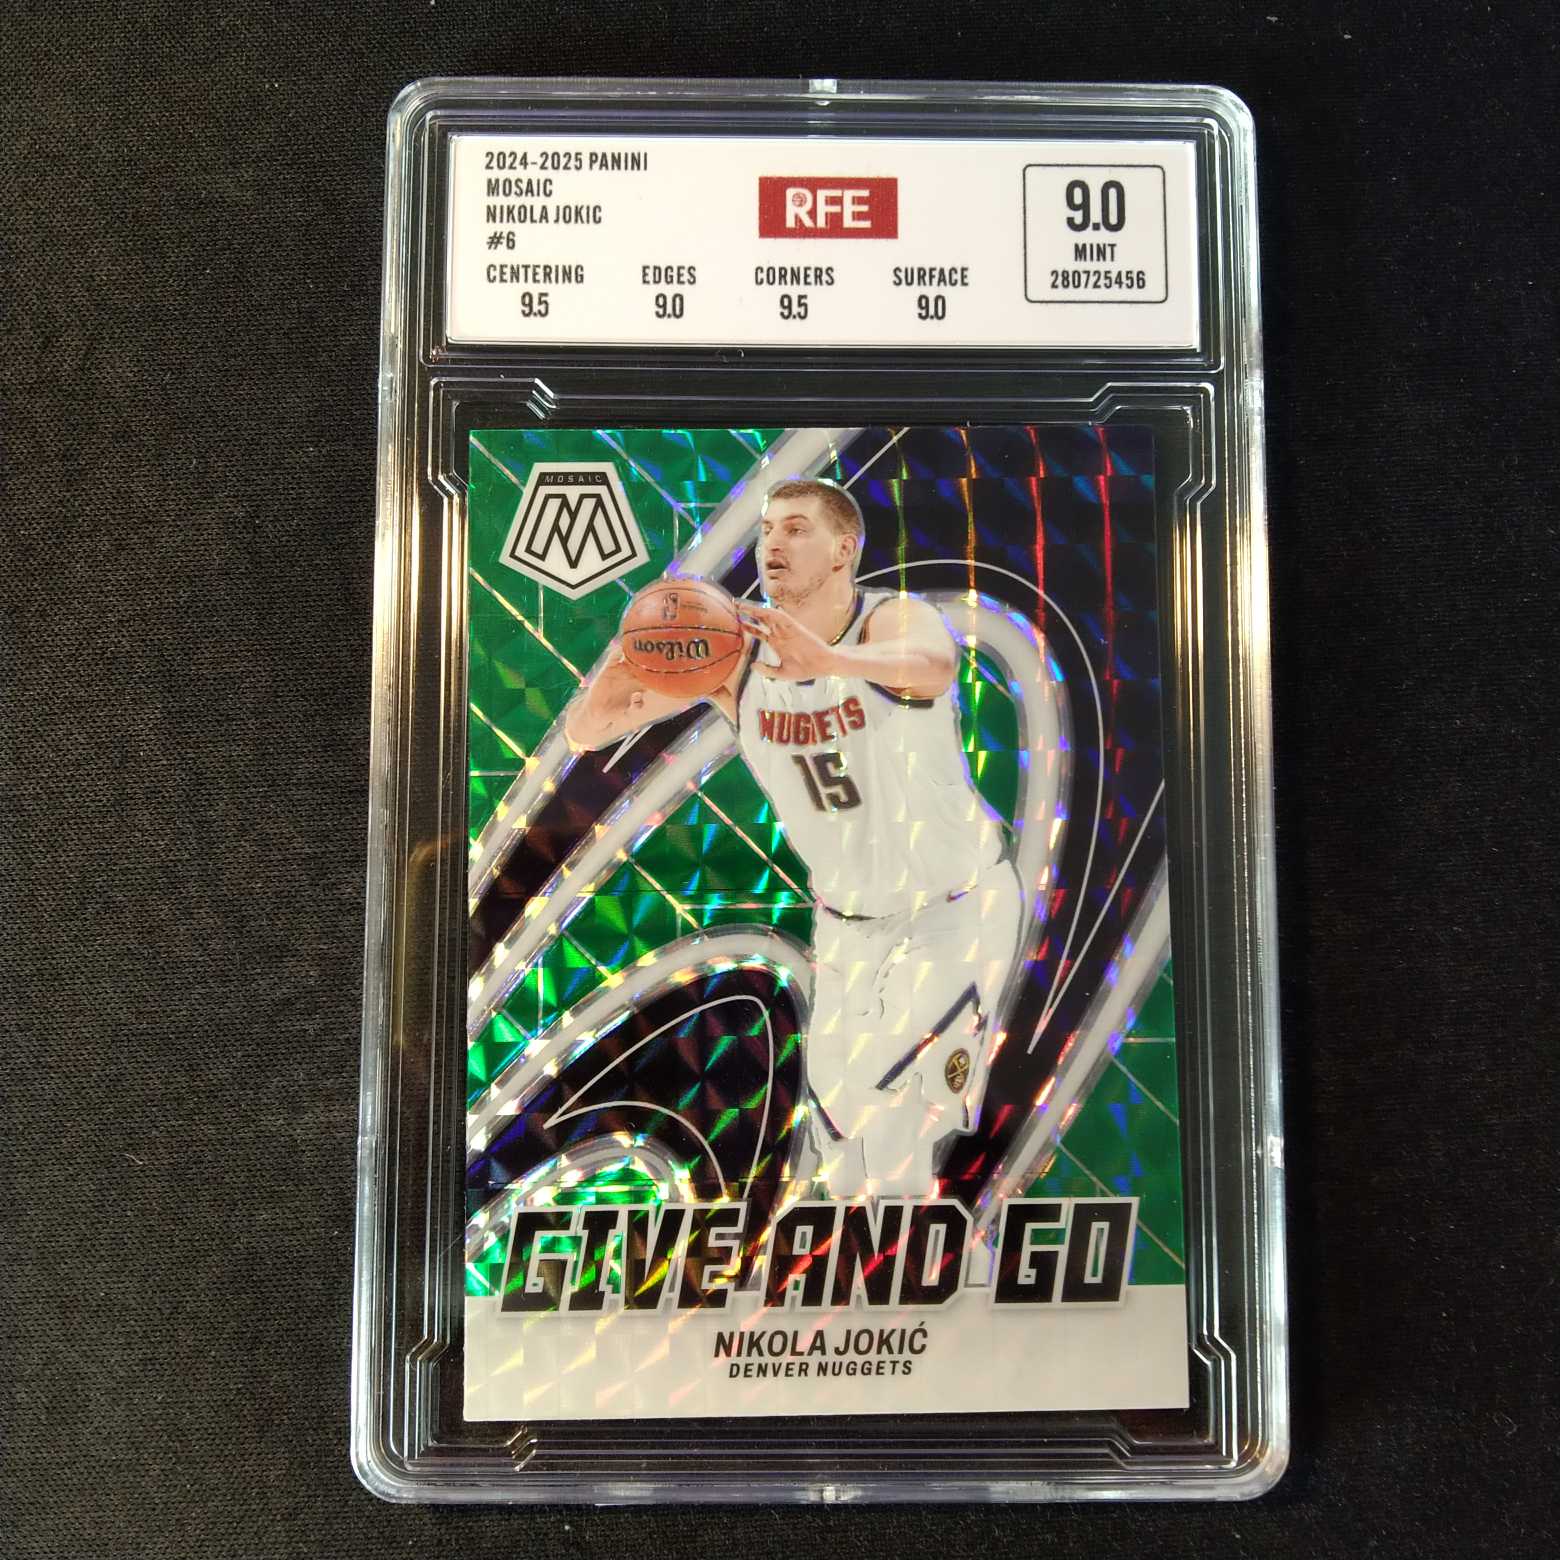 2024-2025 PANINI
MOSAIC
NIKOLA JOKIC
#6
RFE
9.0
MINT
280725456
CENTERING EDGES CORNERS SURFACE
9.5 9.0 9.5 9.0
MOSAIC
M
Wilson
NUGGETS
15
GIVE AND GO
NIKOLA JOKIĆ
DENVER NUGGETS